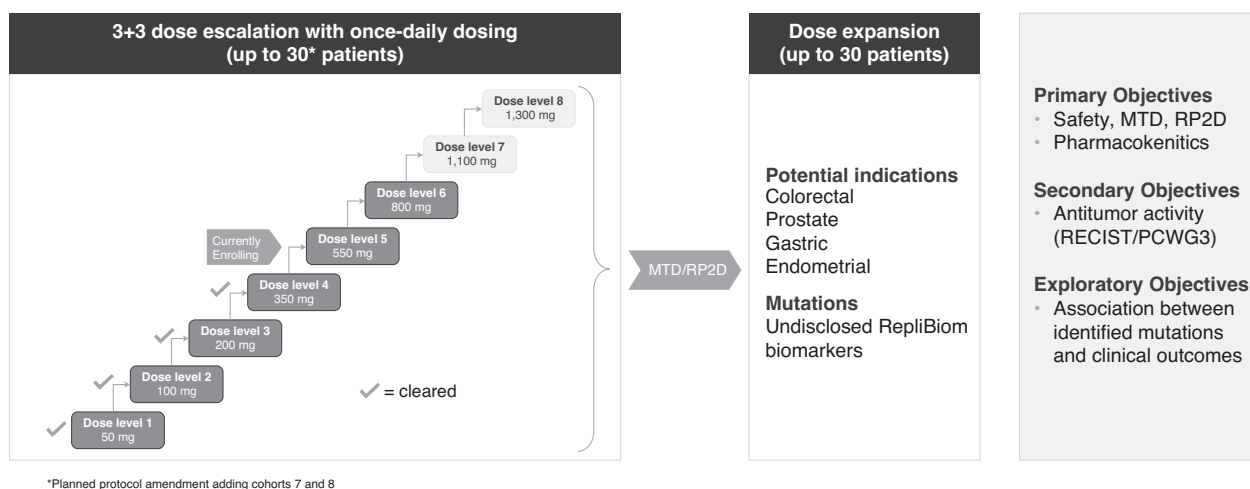 3+3 dose escalation with once-daily dosing
(up to 30* patients)
Dose level 8
1,300 mg
Dose level 7
1,100 mg
Dose level 6
800 mg
Currently
Enrolling
Dose level 5
550 mg
Dose level 4
350 mg
Dose level 3
200 mg
Dose level 2
100 mg
= cleared
Dose level 1
50 mg
MTD/RP2D
Dose expansion
(up to 30 patients)
Potential indications
Colorectal
Prostate
Gastric
Endometrial
Mutations
Undisclosed RepliBiom
biomarkers
Primary Objectives
• Safety, MTD, RP2D
• Pharmacokenitics
Secondary Objectives
• Antitumor activity
(RECIST/PCWG3)
Exploratory Objectives
• Association between
identified mutations
and clinical outcomes
*Planned protocol amendment adding cohorts 7 and 8